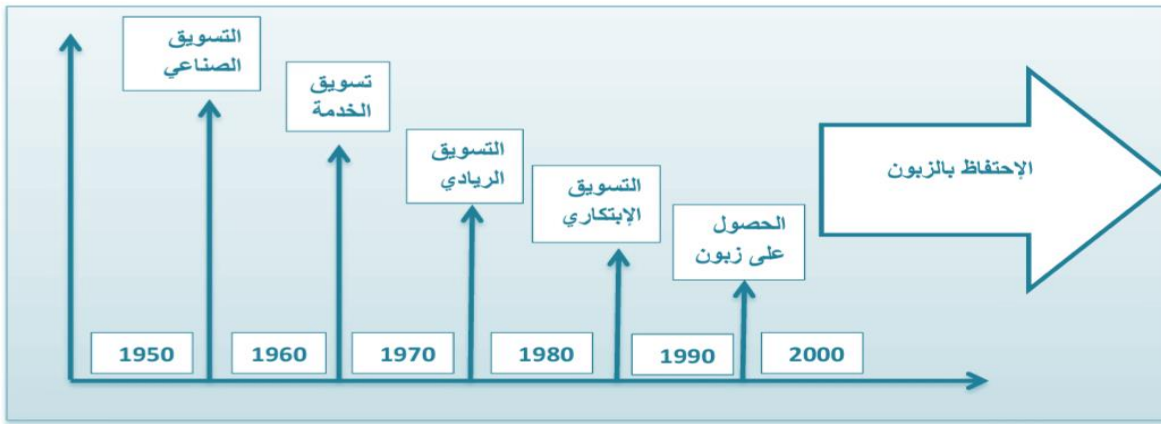 التسويق
الصناعي
تسويق
الخدمة
التسويق
الريادي
التسويق
الإبتكاري
الحصول
على زبون
الإحتفاظ بالزبون
1950
1960
1970
1980
1990
2000